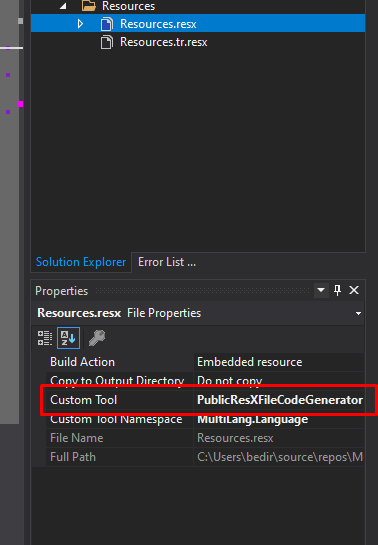 Resources
Resources.resx
Resources.tr.resx
Solution Explorer Error List ...
Properties
Resources.resx File Properties
Build Action Embedded resource
Copy to Output Directory Do not copy
Custom Tool PublicResXFileCodeGenerator
Custom Tool Namespace MultiLang.Language
File Name Resources.resx
Full Path C:\Users\bedir\source\repos\M